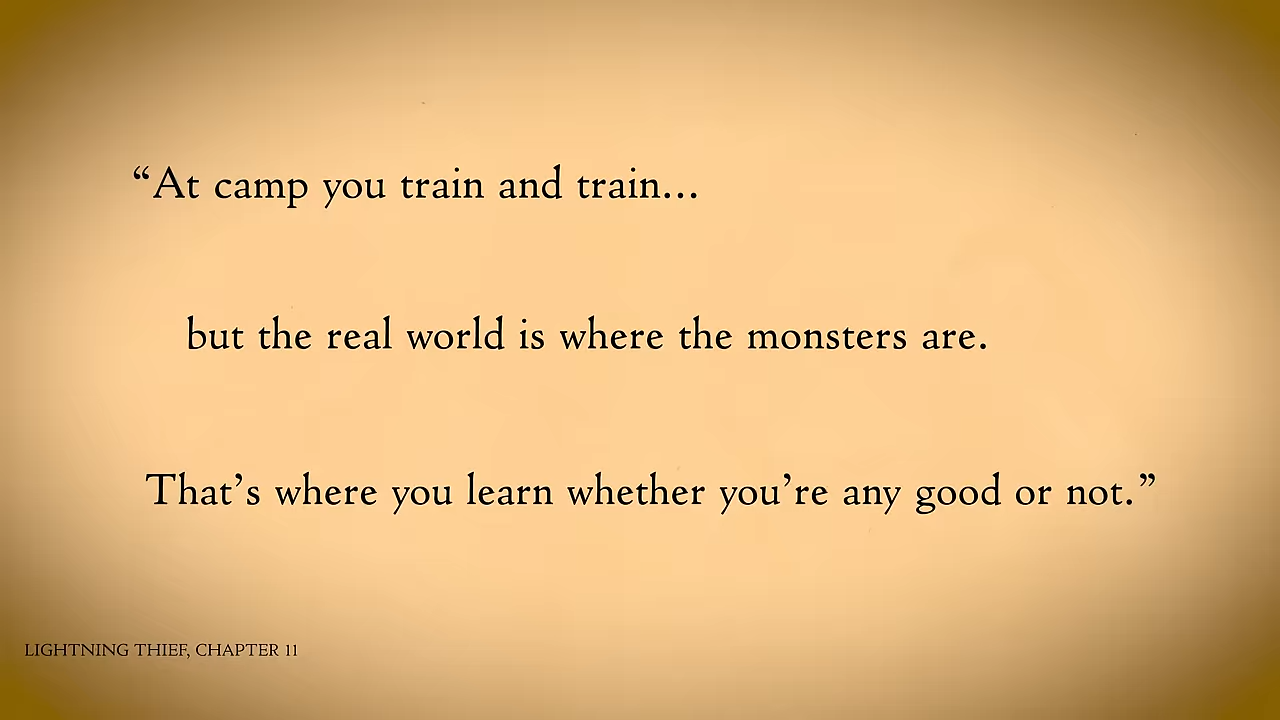 “At camp you train and train...
but the real world is where the monsters are.
That’s where you learn whether you’re any good or not.”
LIGHTNING THIEF, CHAPTER 11